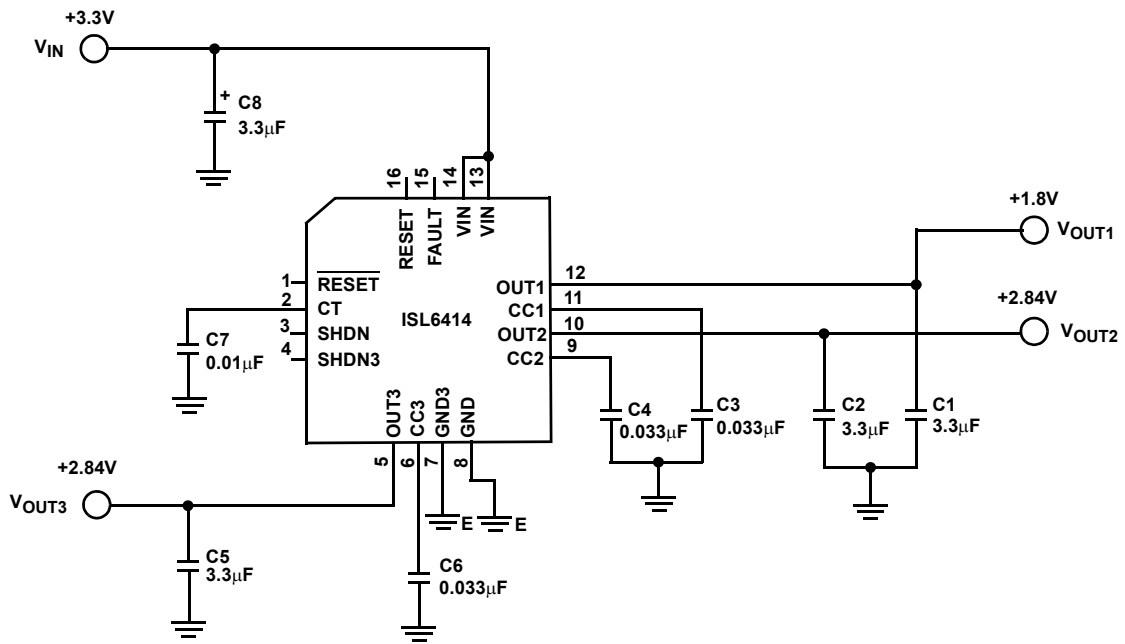 +3.3V
VIN
+
C8
3.3µF
16
15
14
13
RESET
FAULT
VIN
VIN
+1.8V
VOUT1
1
RESET
OUT1
12
2
CT
CC1
11
ISL6414
3
SHDN
OUT2
10
+2.84V
VOUT2
4
SHDN3
CC2
9
C7
0.01µF
OUT3
CC3
GND3
GND
5
6
7
8
C4
0.033µF
C3
0.033µF
C2
3.3µF
C1
3.3µF
+2.84V
VOUT3
E
E
C5
3.3µF
C6
0.033µF